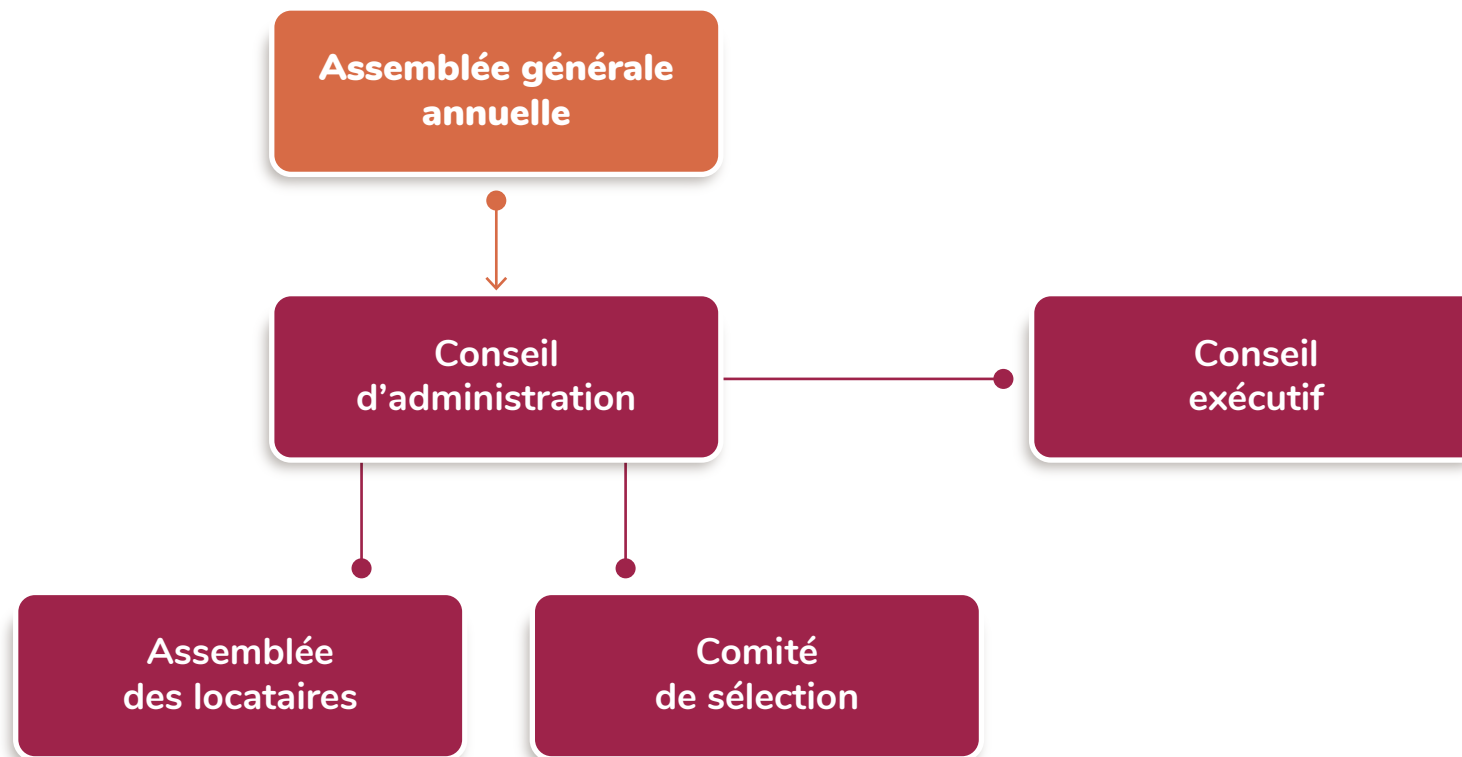 Assemblée générale
annuelle
Conseil
d’administration
Conseil
exécutif
Assemblée
des locataires
Comité
de sélection